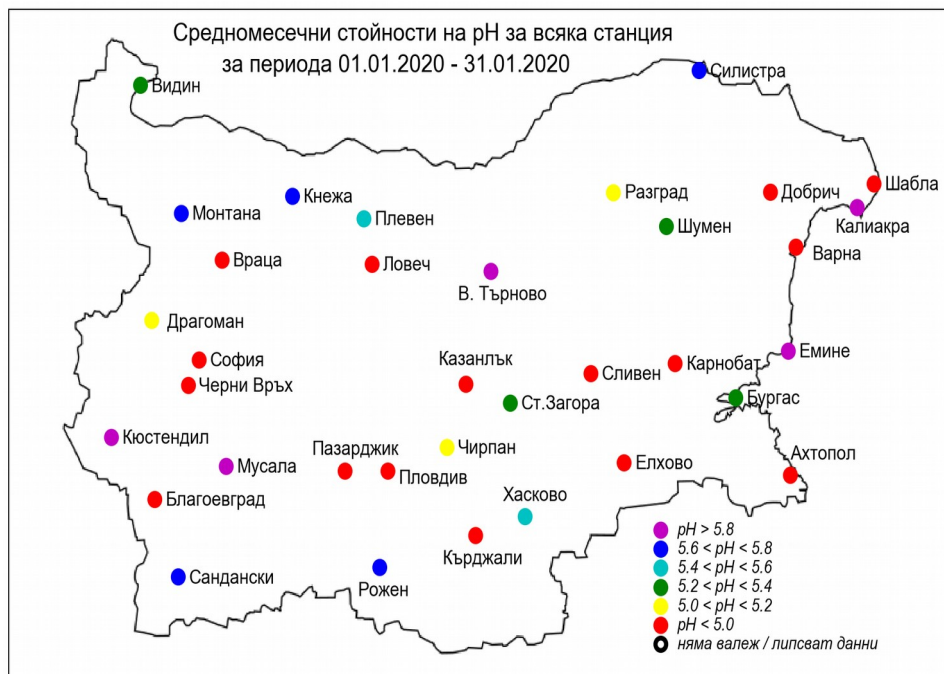 Средномесечни стойности на pH за всяка станция
за периода 01.01.2020 - 31.01.2020
Силистра
Видин
Шабла
Разград
Добрич
Кнежа
Монтана
Плевен
Калиакра
Шумен
Варна
Враца
Ловеч
В. Търново
Драгоман
Емине
София
Казанлък
Карнобат
Сливен
Черни Връх
Ст.Загора
Бургас
Кюстендил
Пазарджик
Чирпан
Ахтопол
Мусала
Пловдив
Елхово
Благоевград
Хасково
Кърджали
Сандански
Рожен
pH > 5.8
5.6 < pH < 5.8
5.4 < pH < 5.6
5.2 < pH < 5.4
5.0 < pH < 5.2
pH < 5.0
няма валеж / липсват данни